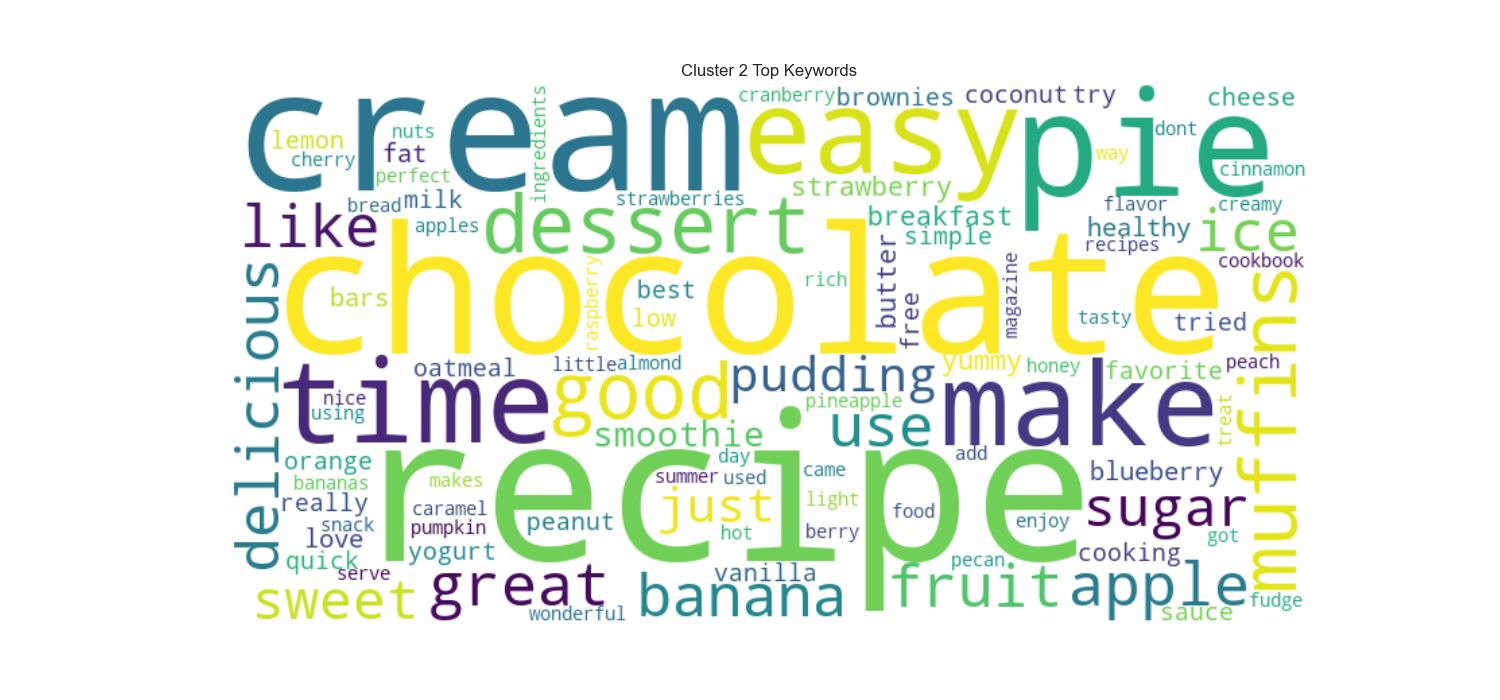 Cluster 2 Top Keywords
cream
easy
pie
cranberry
brownies
coconut
try
cheese
lemon
nuts
cherry
fat
perfect
ingredients
dont
way
cinnamon
strawberry
bread
milk
strawberries
flavor
creamy
like
apples
dessert
breakfast
simple
healthy
ice
recipes
cookbook
delicious
chocolate
bars
raspberry
best
low
rich
butter
free
magazine
tasty
tried
muffins
time
oatmeal
little
almond
pudding
yummy
honey
make
favorite
peach
nice
using
good
pineapple
use
treat
smoothie
add
recipe
orange
bananas
really
snack
love
quick
makes
caramel
pumpkin
peanut
yogurt
day
summer
used
came
just
light
hot
berry
food
enjoy
blueberry
sugar
got
cooking
pecan
serve
sweet
great
wonderful
vanilla
banana
fruit
apple
sauce
fudge